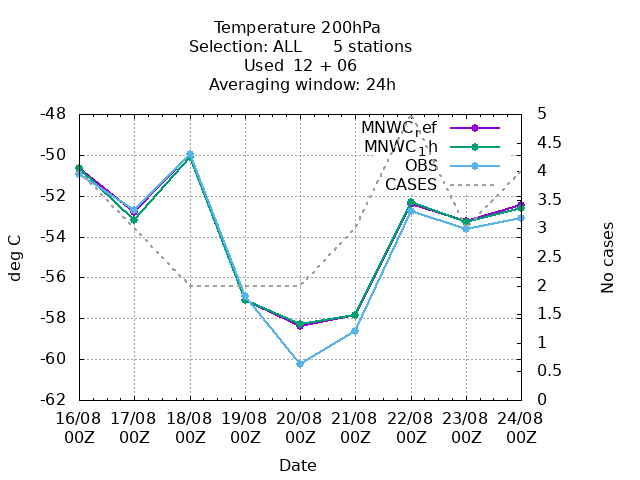 Temperature 200hPa
Selection: ALL 5 stations
Used 12 + 06
Averaging window: 24h
MNWC_ref
MNWC_1h
OBS
CASES
-48
-50
-52
-54
-56
-58
-60
-62
deg C
5
4.5
4
3.5
3
2.5
2
1.5
1
0.5
0
No cases
16/08 17/08 18/08 19/08 20/08 21/08 22/08 23/08 24/08
00Z 00Z 00Z 00Z 00Z 00Z 00Z 00Z 00Z
Date